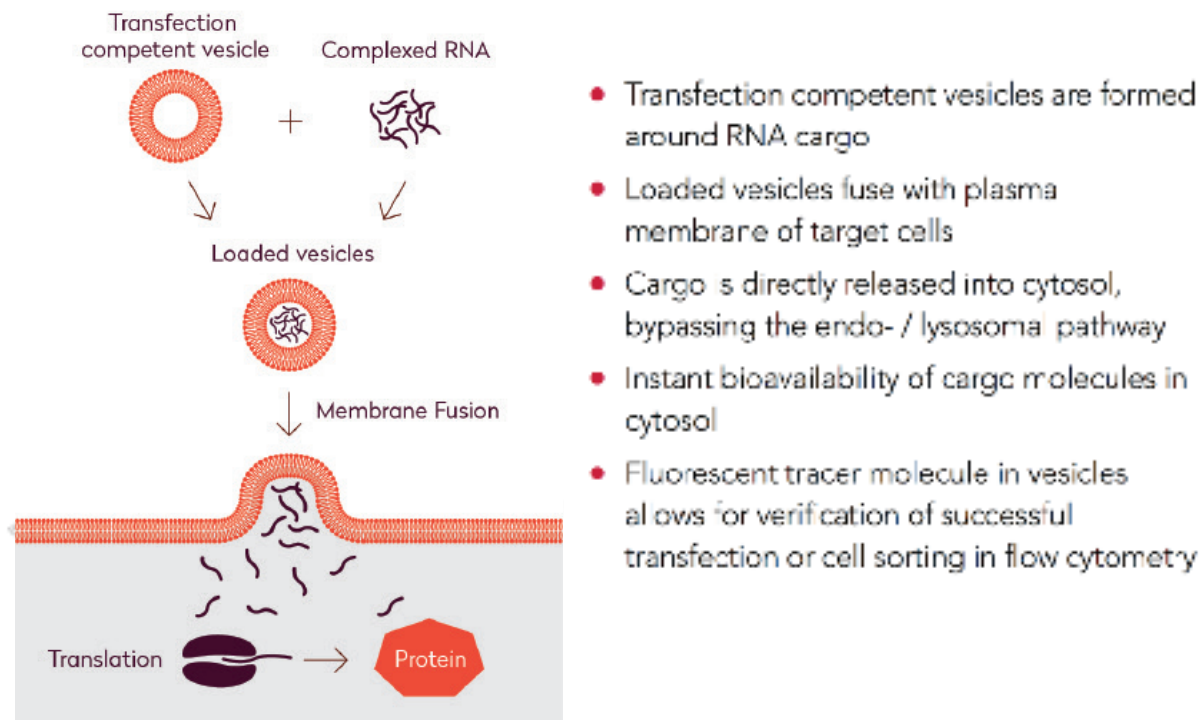 Transfection
competent vesicle
Complexed RNA
+
Loaded vesicles
Membrane Fusion
Translation
Protein
• Transfection competent vesicles are formed
around RNA cargo
• Loaded vesicles fuse with plasma
membrane of target cells
• Cargo is directly released into cytosol,
bypassing the endo- / lysosomal pathway
• Instant bioavailability of cargo molecules in
cytosol
• Fluorescent tracer molecule in vesicles
allows for verification of successful
transfection or cell sorting in flow cytometry